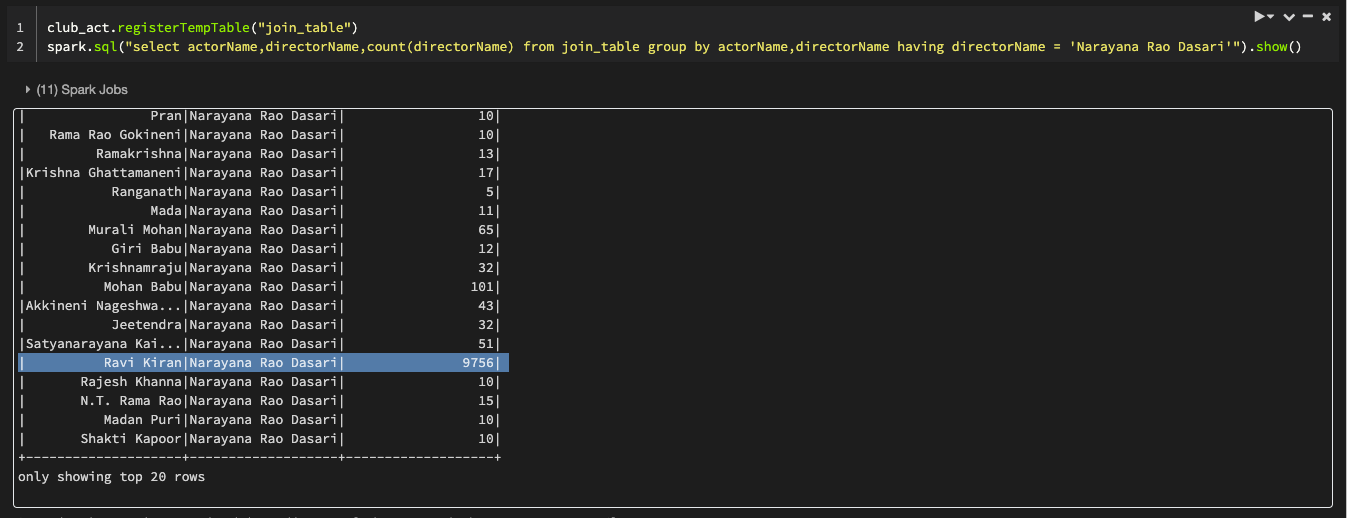 1 club_act.registerTempTable("join_table")
2 spark.sql("select actorName,directorName,count(directorName) from join_table group by actorName,directorName having directorName = 'Narayana Rao Dasari'").show()
(11) Spark Jobs
|                Pran|Narayana Rao Dasari|                 10|
|   Rama Rao Gokineni|Narayana Rao Dasari|                 10|
|         Ramakrishna|Narayana Rao Dasari|                 13|
|Krishna Ghattamaneni|Narayana Rao Dasari|                 17|
|           Ranganath|Narayana Rao Dasari|                  5|
|                Mada|Narayana Rao Dasari|                 11|
|        Murali Mohan|Narayana Rao Dasari|                 65|
|           Giri Babu|Narayana Rao Dasari|                 12|
|        Krishnamraju|Narayana Rao Dasari|                 32|
|          Mohan Babu|Narayana Rao Dasari|                101|
|Akkineni Nageshwa...|Narayana Rao Dasari|                 43|
|           Jeetendra|Narayana Rao Dasari|                 32|
|Satyanarayana Kai...|Narayana Rao Dasari|                 51|
|          Ravi Kiran|Narayana Rao Dasari|               9756|
|       Rajesh Khanna|Narayana Rao Dasari|                 10|
|       N.T. Rama Rao|Narayana Rao Dasari|                 15|
|          Madan Puri|Narayana Rao Dasari|                 10|
|       Shakti Kapoor|Narayana Rao Dasari|                 10|
+--------------------+-------------------+-------------------+
only showing top 20 rows